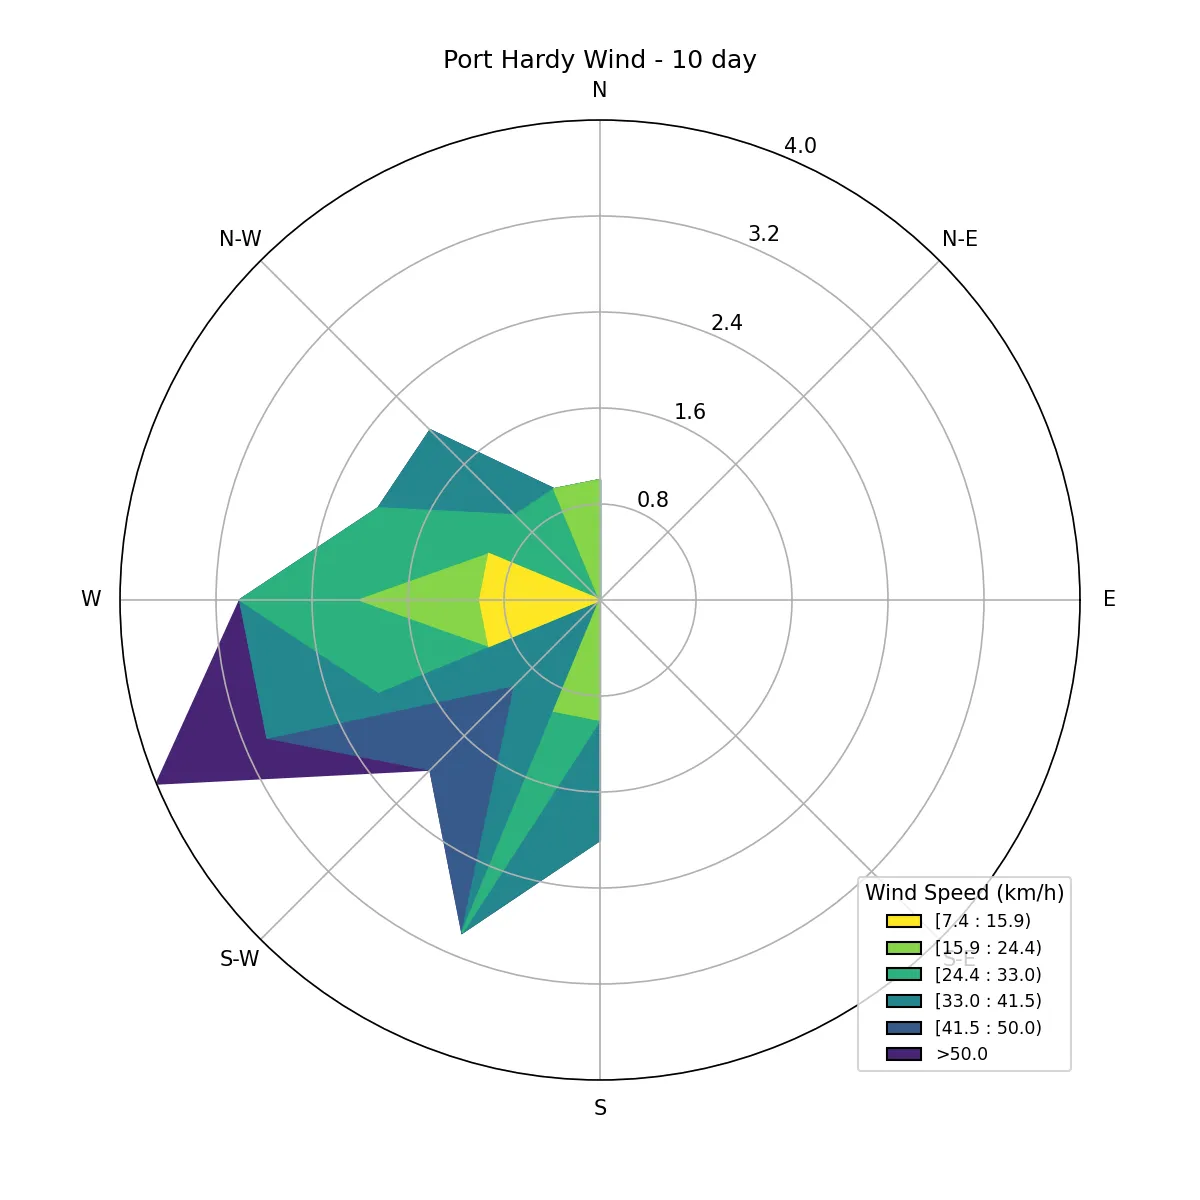 Port Hardy Wind - 10 day
N
4.0
N-W
3.2
N-E
2.4
1.6
0.8
W
E
S-W
S-E
S
Wind Speed (km/h)
[7.4 : 15.9)
[15.9 : 24.4)
[24.4 : 33.0)
[33.0 : 41.5)
[41.5 : 50.0)
>50.0